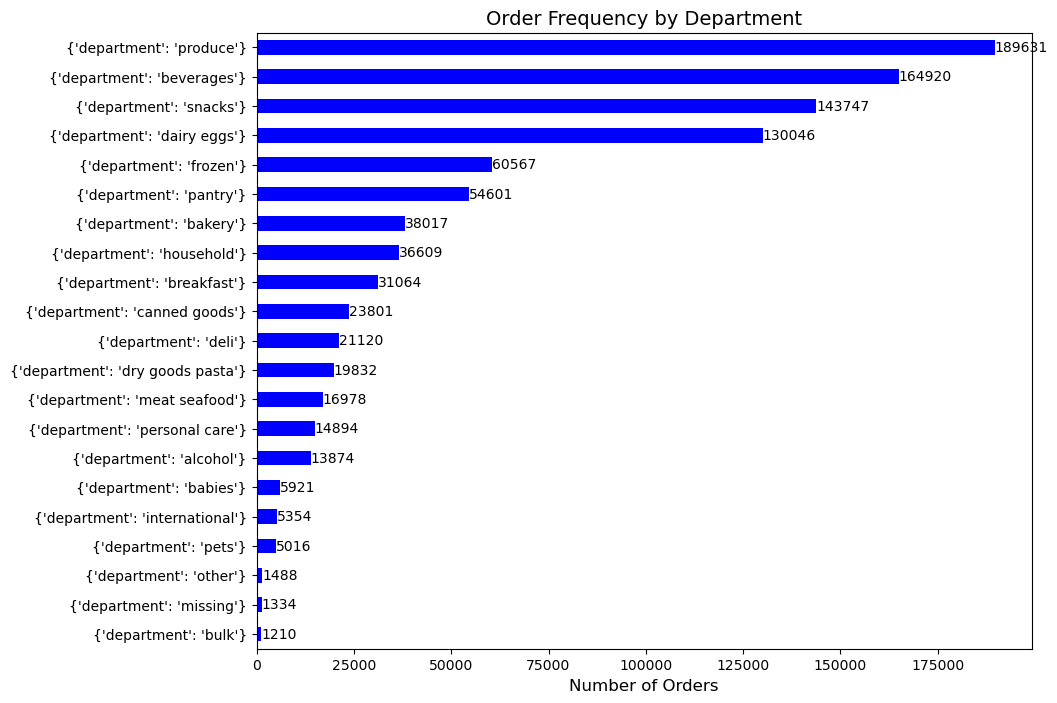 Order Frequency by Department
{'department': 'produce'} 189631
{'department': 'beverages'} 164920
{'department': 'snacks'} 143747
{'department': 'dairy eggs'} 130046
{'department': 'frozen'} 60567
{'department': 'pantry'} 54601
{'department': 'bakery'} 38017
{'department': 'household'} 36609
{'department': 'breakfast'} 31064
{'department': 'canned goods'} 23801
{'department': 'deli'} 21120
{'department': 'dry goods pasta'} 19832
{'department': 'meat seafood'} 16978
{'department': 'personal care'} 14894
{'department': 'alcohol'} 13874
{'department': 'babies'} 5921
{'department': 'international'} 5354
{'department': 'pets'} 5016
{'department': 'other'} 1488
{'department': 'missing'} 1334
{'department': 'bulk'} 1210
0 25000 50000 75000 100000 125000 150000 175000
Number of Orders